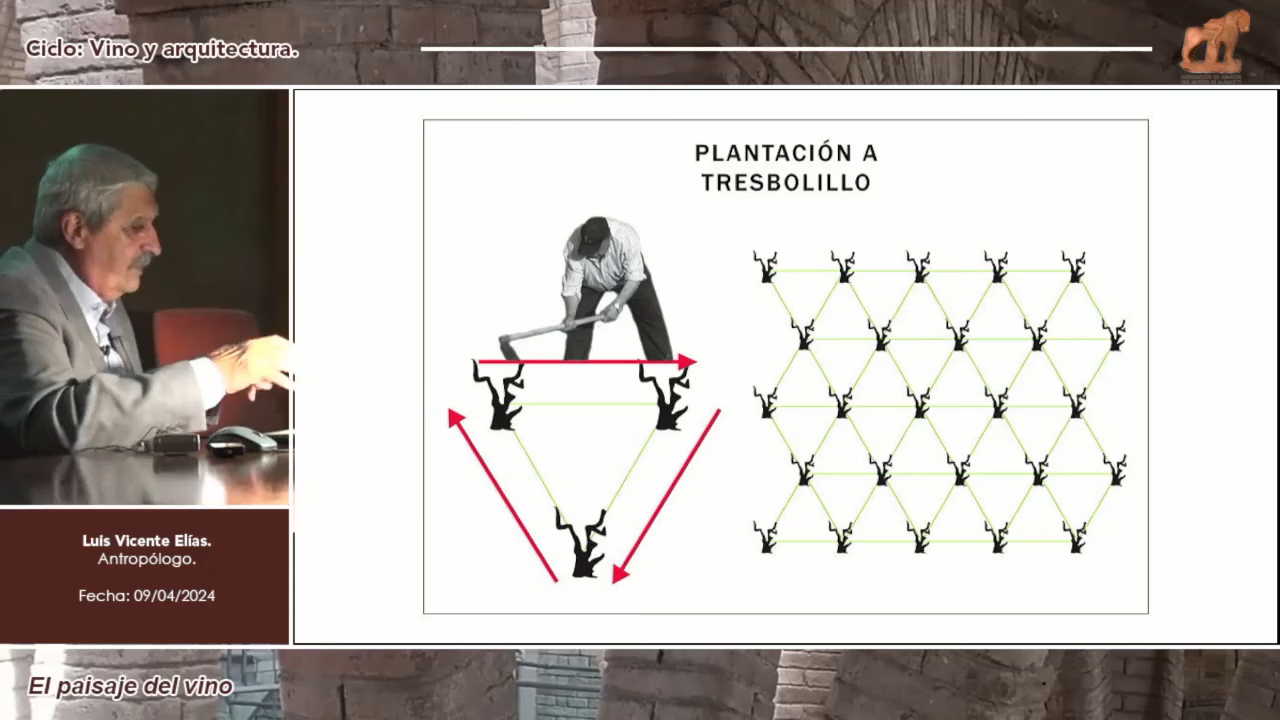 Ciclo: Vino y arquitectura.
PLANTACIÓN A
TRESBOLILLO
Luis Vicente Elías.
Antropólogo.
Fecha: 09/04/2024
El paisaje del vino